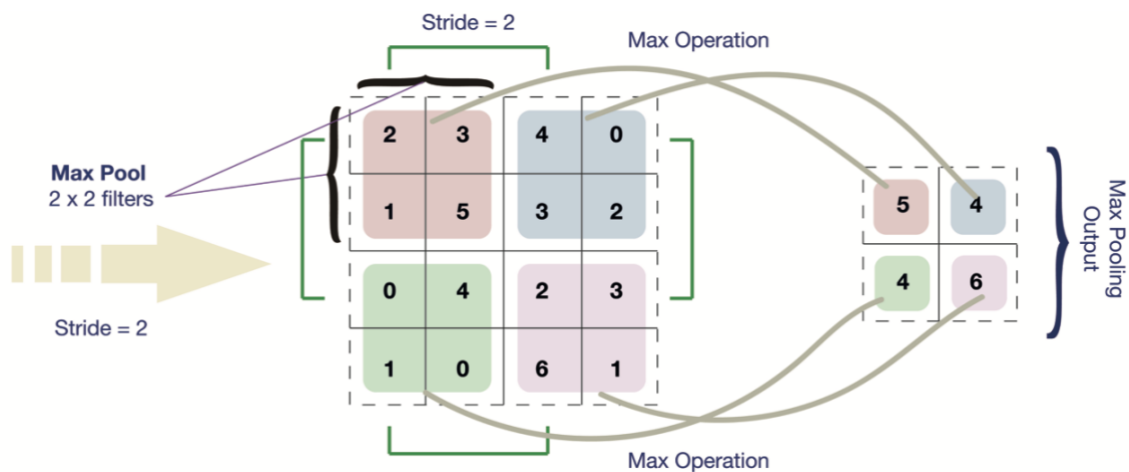 Stride = 2
Max Operation
2 3 4 0
Max Pool
2 x 2 filters
1 5 3 2
5 4
Max Pooling
Output
0 4 2 3
4 6
Stride = 2
1 0 6 1
Max Operation